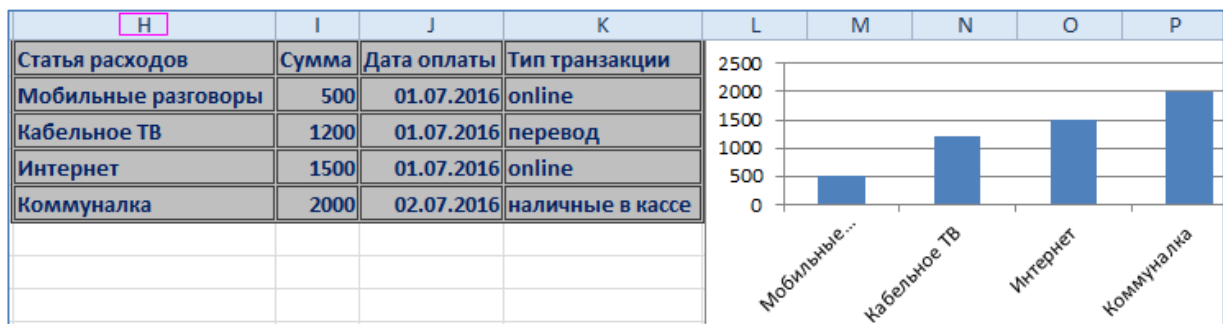 H I J K L M N O P
Статья расходов Сумма Дата оплаты Тип транзакции
Мобильные разговоры 500 01.07.2016 online
Кабельное ТВ 1200 01.07.2016 перевод
Интернет 1500 01.07.2016 online
Коммуналка 2000 02.07.2016 наличные в кассе
2500
2000
1500
1000
500
0
Мобильные...
Кабельное ТВ
Интернет
Коммуналка